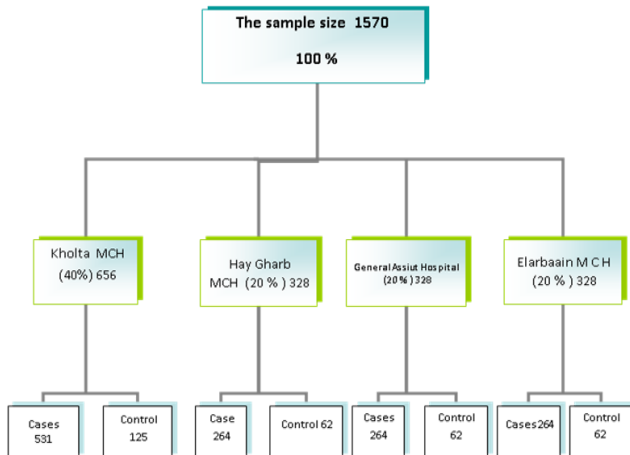 The sample size 1570
100 %
Kholta MCH
(40%) 656
Hay Gharb
MCH (20 % ) 328
General Assiut Hospital
(20 % ) 328
Elarbaain M C H
(20 % ) 328
Cases
531
Control
125
Case
264
Control 62
Cases
264
Control
62
Cases264
Control
62